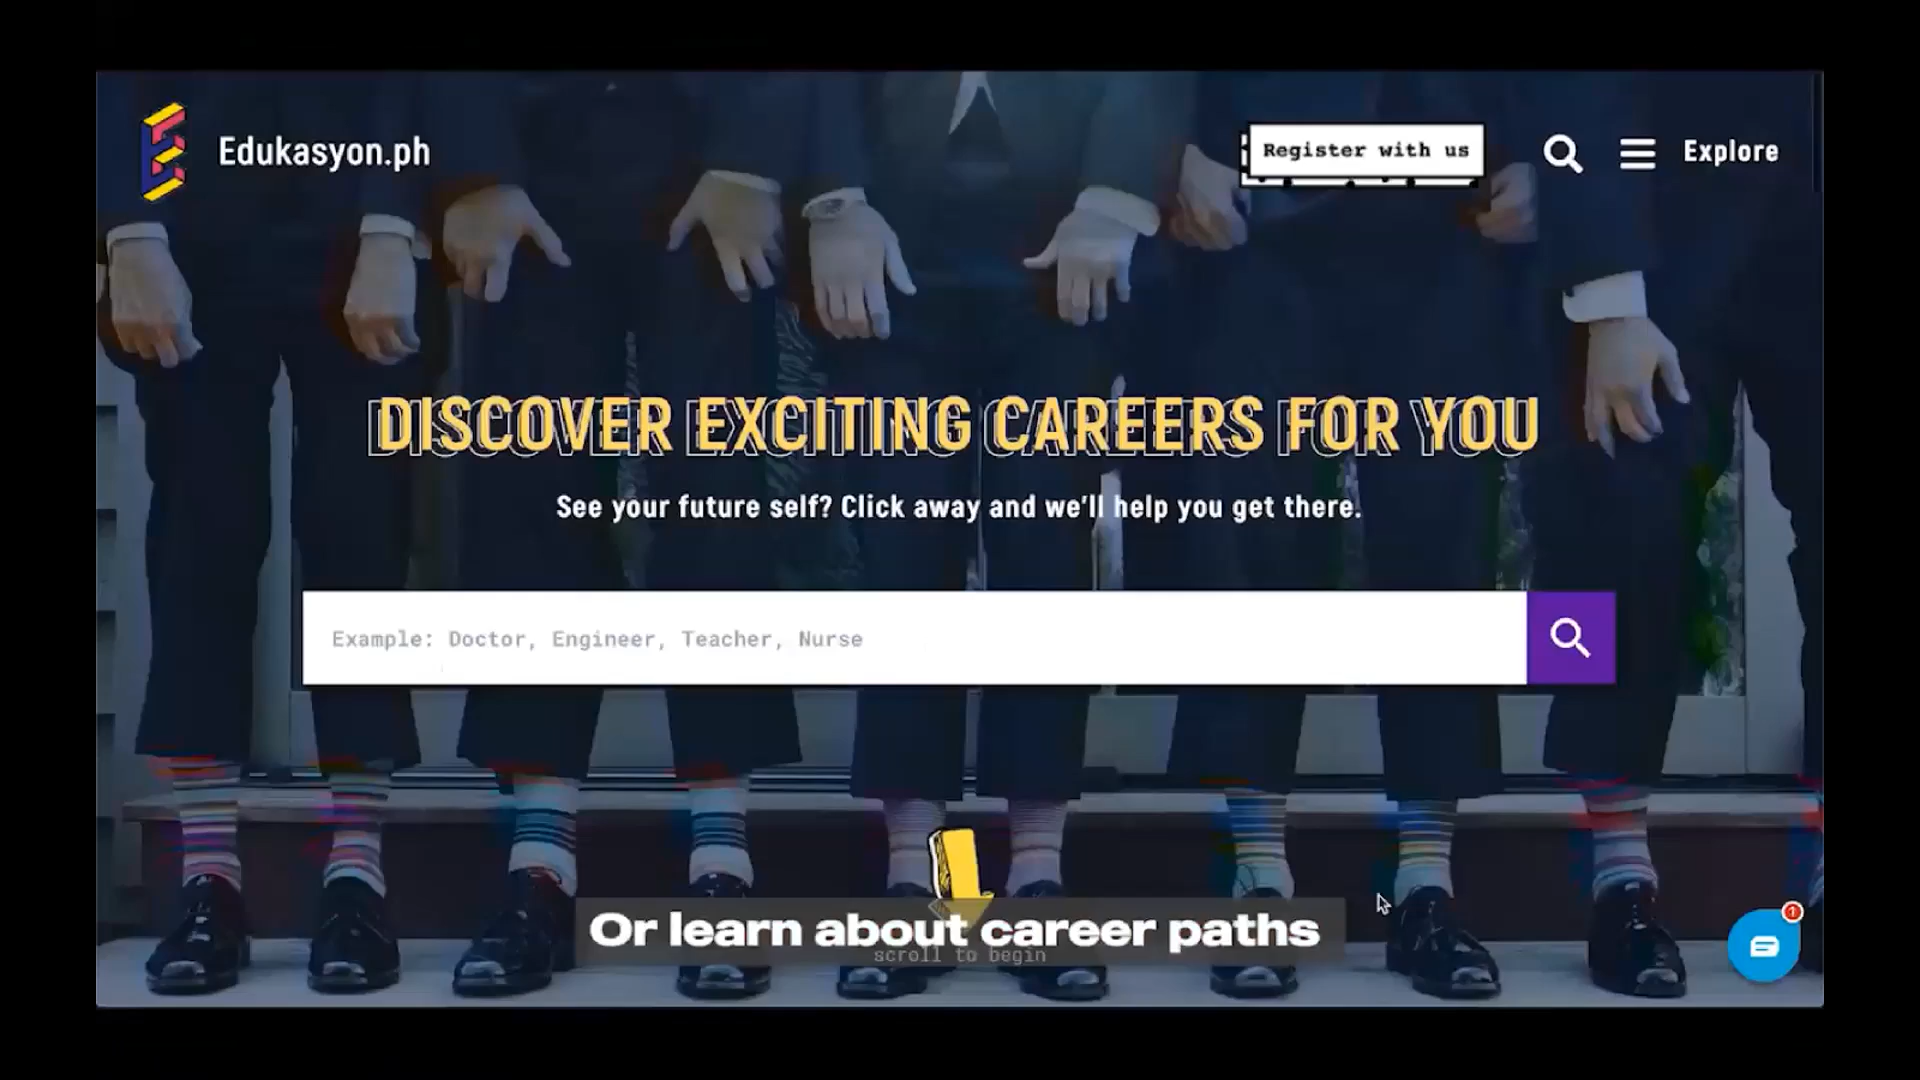 Edukasyon.ph
Register with us
Explore
DISCOVER EXCITING CAREERS FOR YOU
See your future self? Click away and we'll help you get there.
Example: Doctor, Engineer, Teacher, Nurse
Or learn about career paths
scroll to begin
1